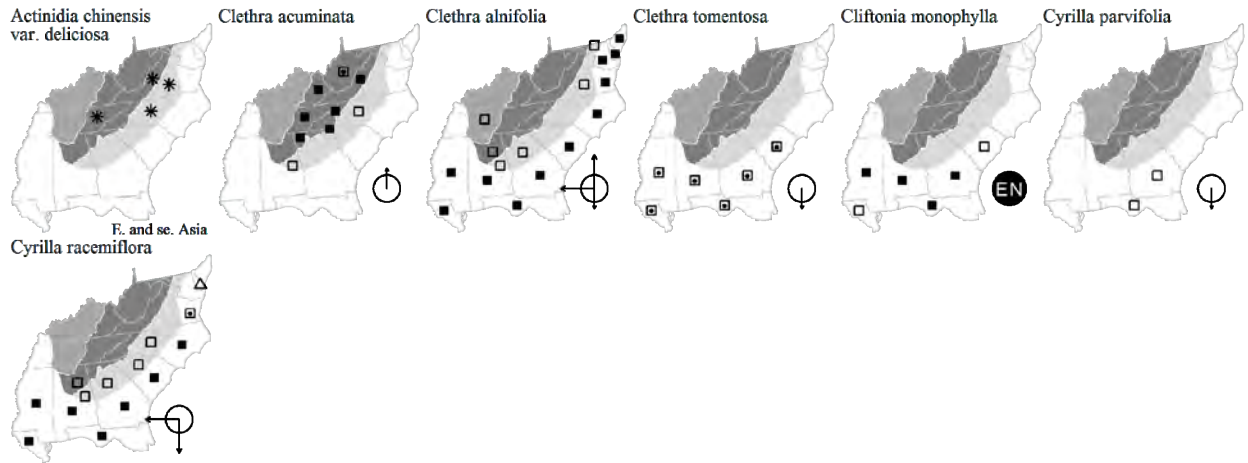 Actinidia chinensis
var. deliciosa
Clethra acuminata
Clethra alnifolia
Clethra tomentosa
Cliftonia monophylla
Cyrilla parvifolia
EN
E. and se. Asia
Cyrilla racemiflora